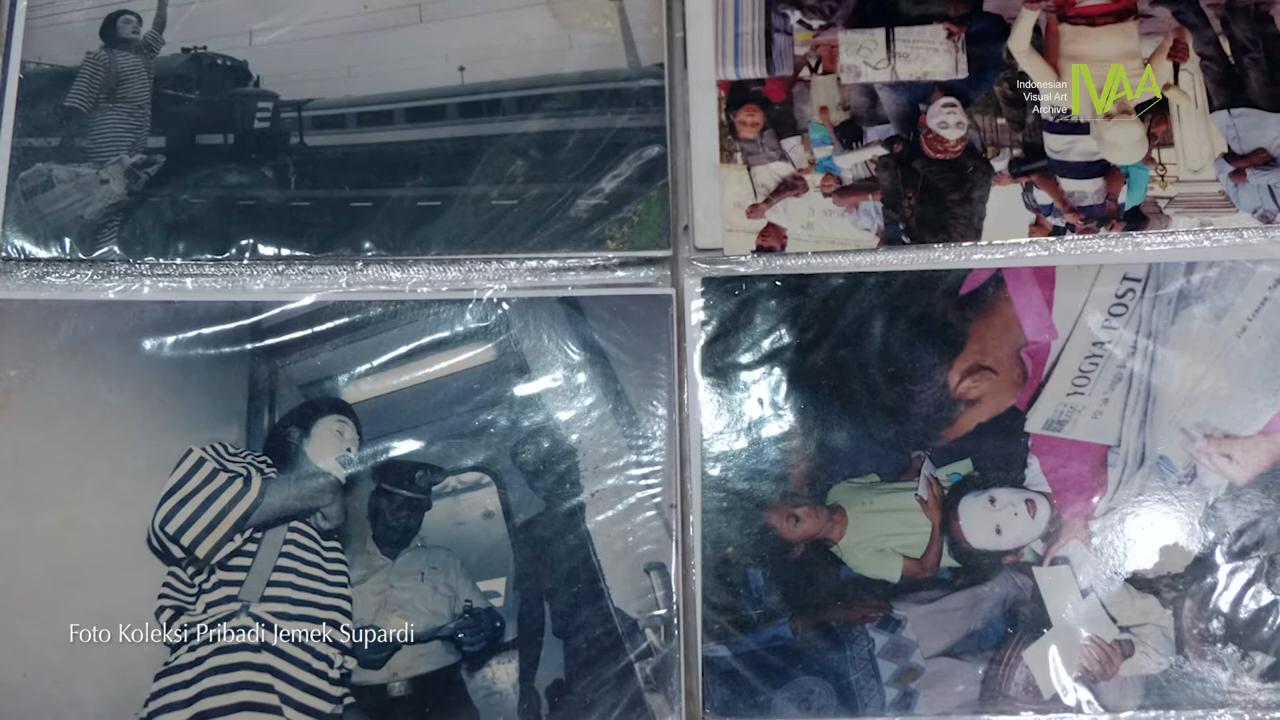 Indonesian
Visual Art
Archive
IVAA
YOGYA POST
Foto Koleksi Pribadi Jemek Supardi